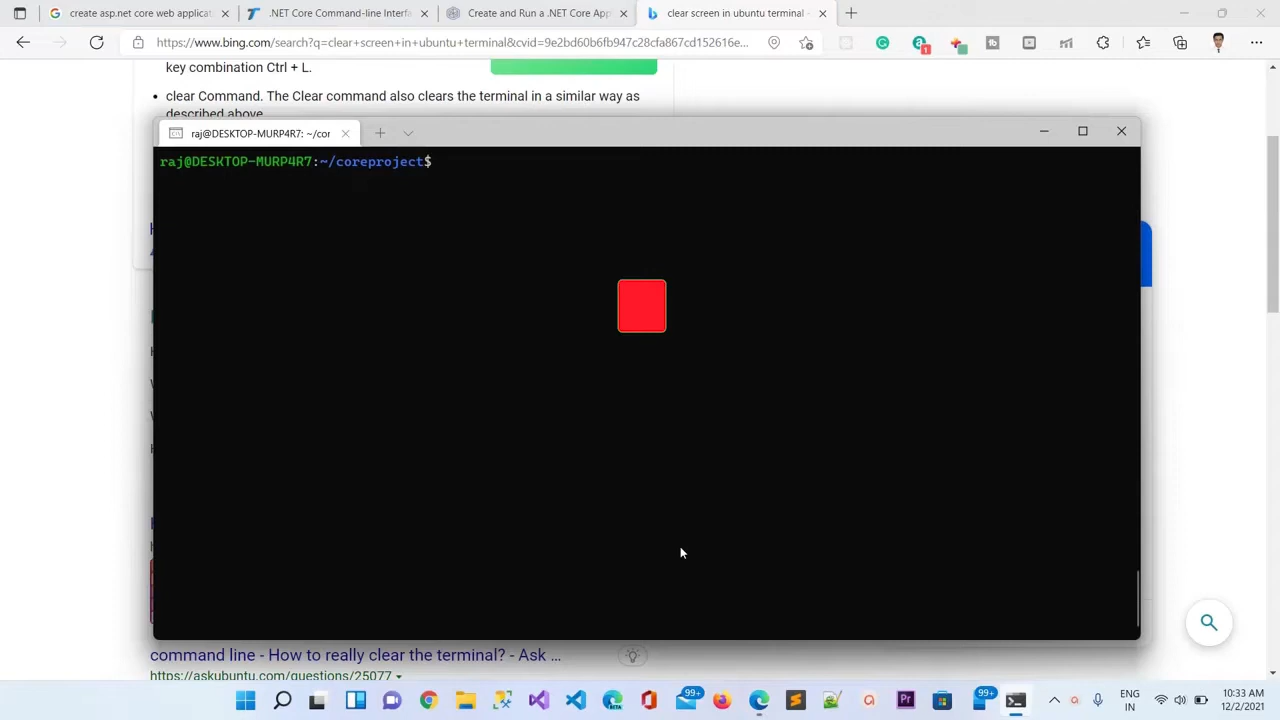 create asp.net core web applicat
.NET Core Command-line Interf
Create and Run a .NET Core App
clear screen in ubuntu terminal -
https://www.bing.com/search?q=clear+screen+in+ubuntu+terminal&cvid=9e2bd60b6fb947c28cfa867cd152616e...
key combination Ctrl + L.
• clear Command. The Clear command also clears the terminal in a similar way as
described above
raj@DESKTOP-MURP4R7: ~/cor
raj@DESKTOP-MURP4R7:~/coreproject$
command line - How to really clear the terminal? - Ask ...
https://askubuntu.com/questions/25077
99+
99+
ENG
IN
10:33 AM
12/2/2021